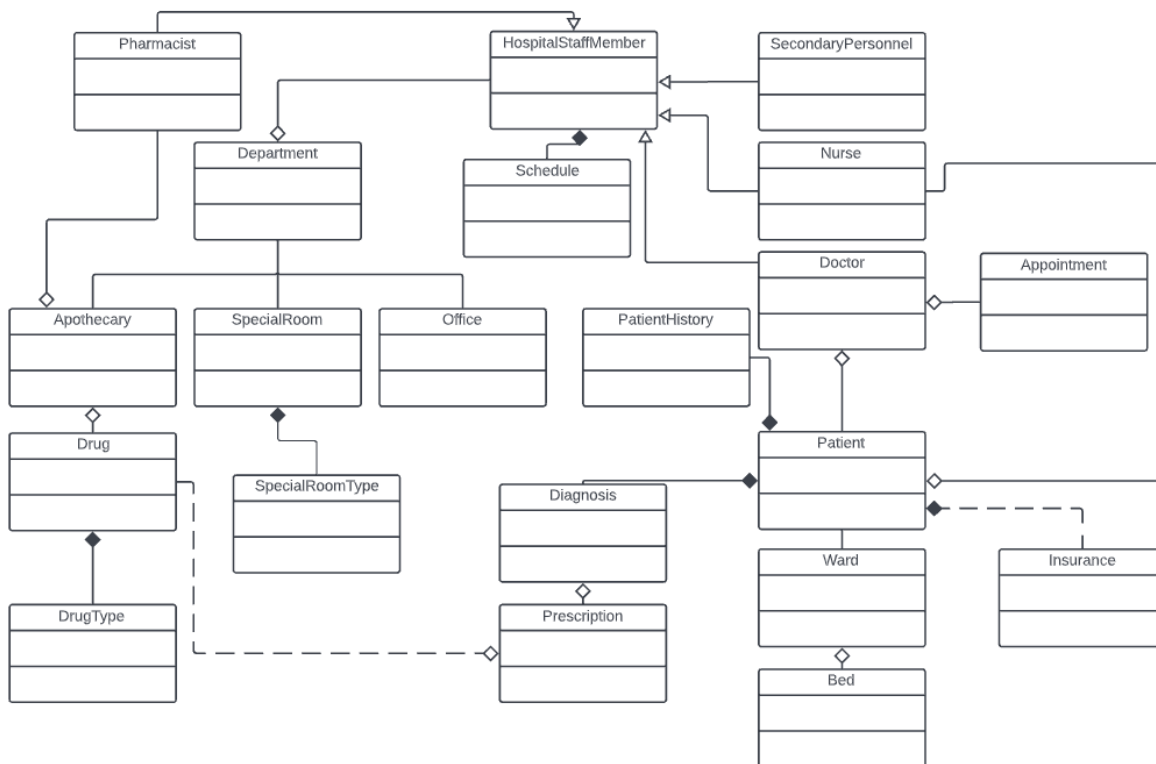 Pharmacist
HospitalStaffMember
SecondaryPersonnel
Department
Schedule
Nurse
Doctor
Appointment
Apothecary
SpecialRoom
Office
PatientHistory
Drug
Patient
SpecialRoomType
Diagnosis
Ward
Insurance
DrugType
Prescription
Bed